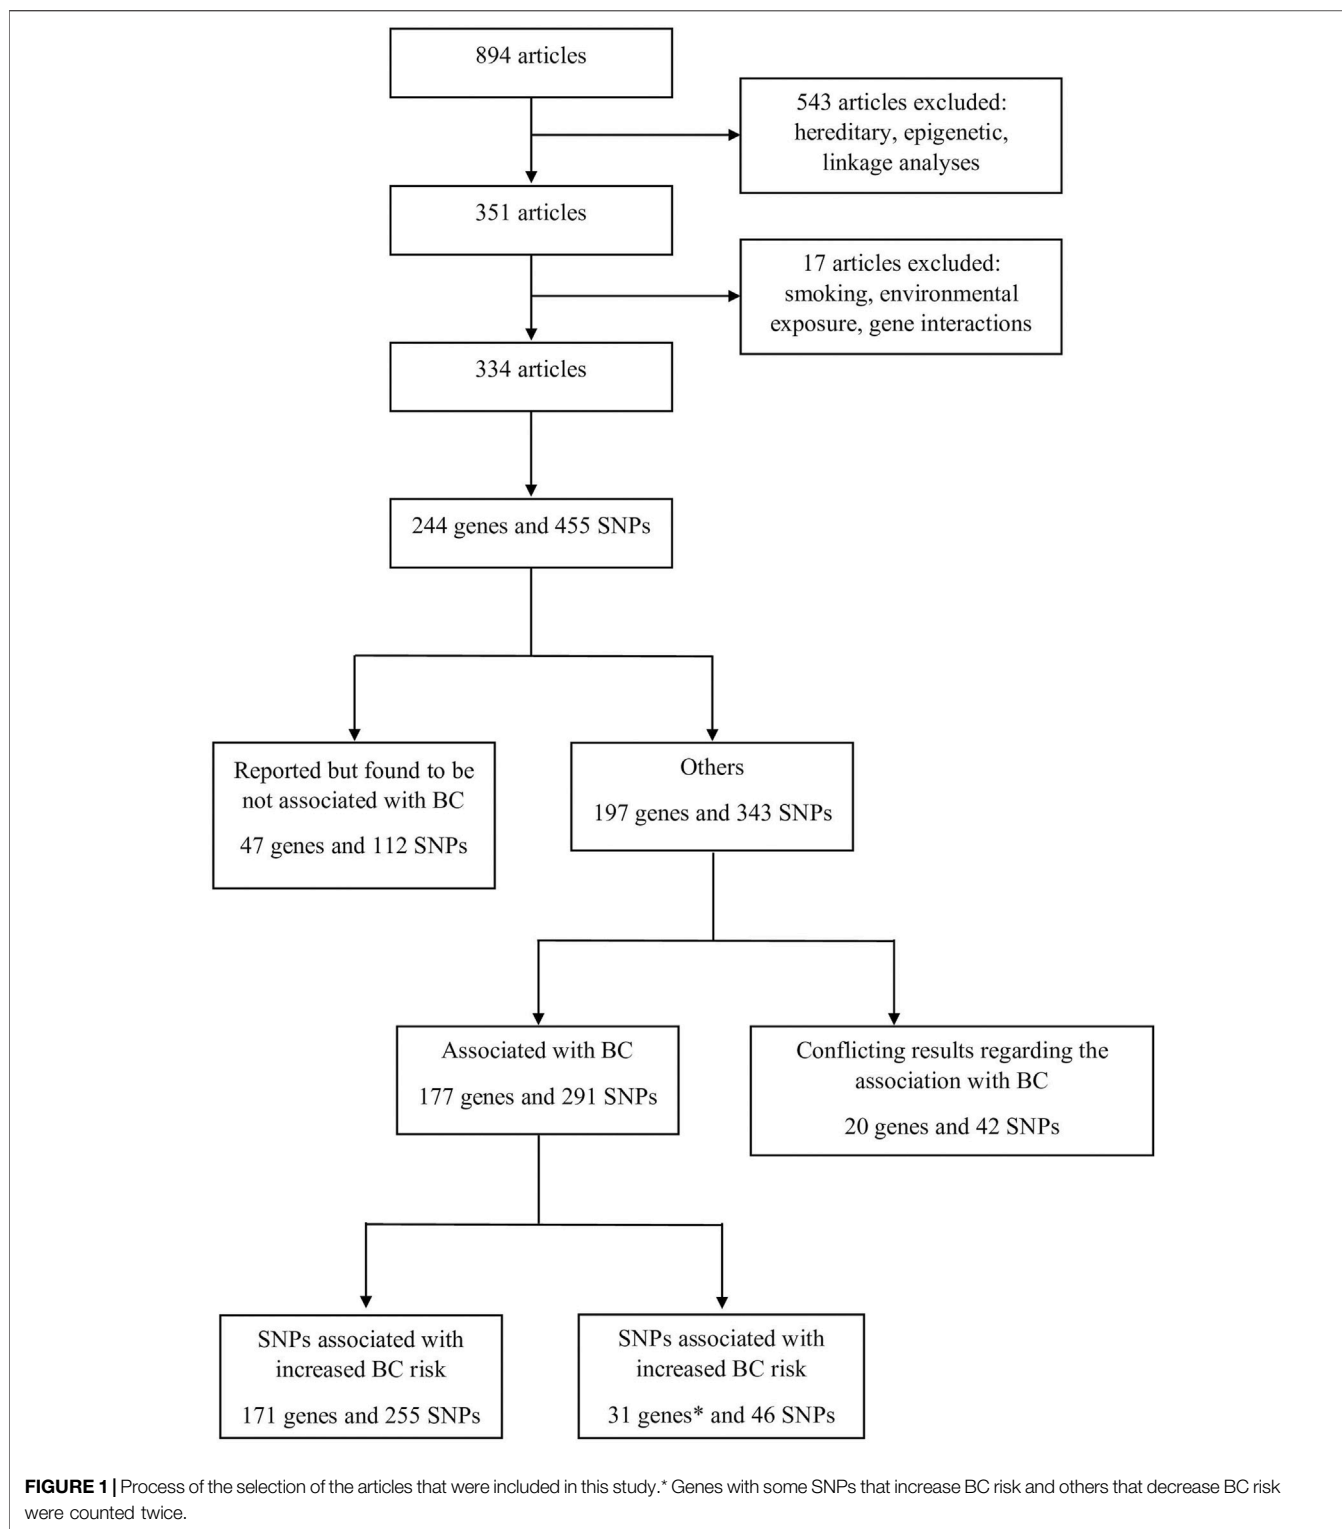 894 articles
543 articles excluded:
hereditary, epigenetic,
linkage analyses
351 articles
17 articles excluded:
smoking, environmental
exposure, gene interactions
334 articles
244 genes and 455 SNPs
Reported but found to be
not associated with BC
47 genes and 112 SNPs
Others
197 genes and 343 SNPs
Associated with BC
177 genes and 291 SNPs
Conflicting results regarding the
association with BC
20 genes and 42 SNPs
SNPs associated with
increased BC risk
171 genes and 255 SNPs
SNPs associated with
increased BC risk
31 genes* and 46 SNPs
FIGURE 1 | Process of the selection of the articles that were included in this study.* Genes with some SNPs that increase BC risk and others that decrease BC risk
were counted twice.